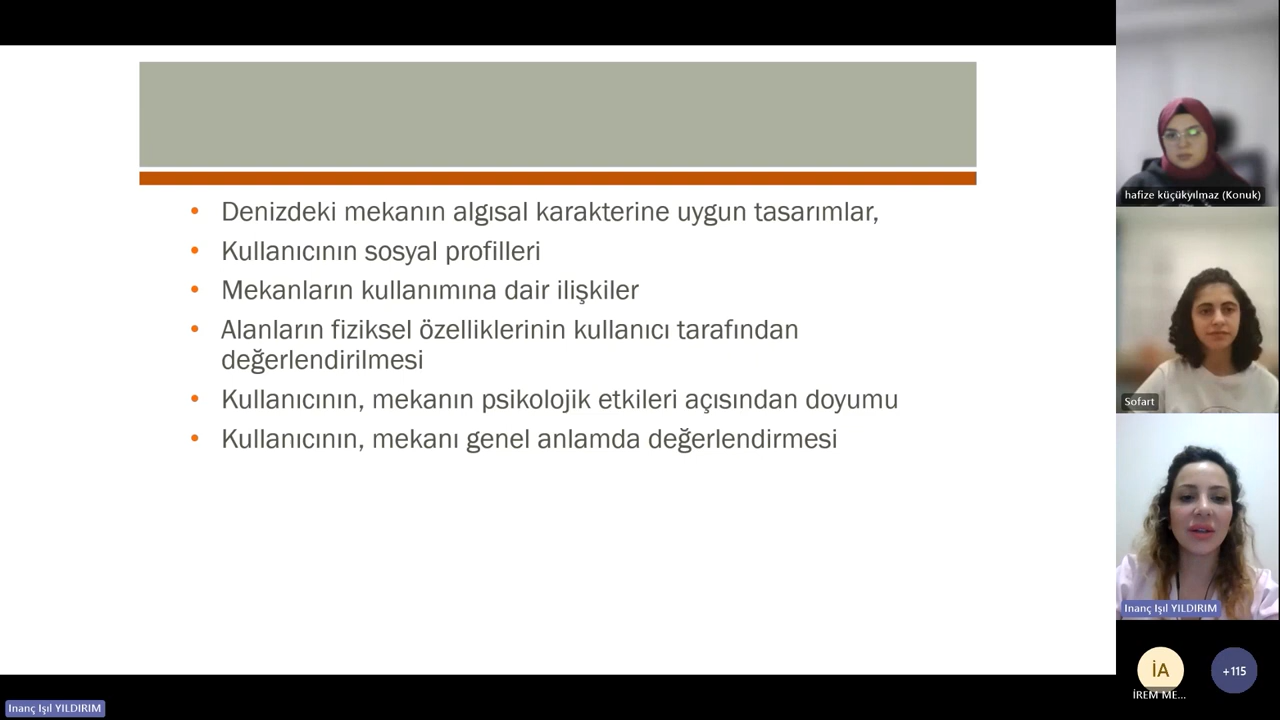 Denizdeki mekanın algısal karakterine uygun tasarımlar,
Kullanıcının sosyal profilleri
Mekanların kullanımına dair ilişkiler
Alanların fiziksel özelliklerinin kullanıcı tarafından
değerlendirilmesi
Kullanıcının, mekanın psikolojik etkileri açısından doyumu
Kullanıcının, mekanı genel anlamda değerlendirmesi
hafize küçükyılmaz (Konuk)
Sofart
Inanç Işıl YILDIRIM
İA
+115
İREM ME...
Inanç Işıl YILDIRIM